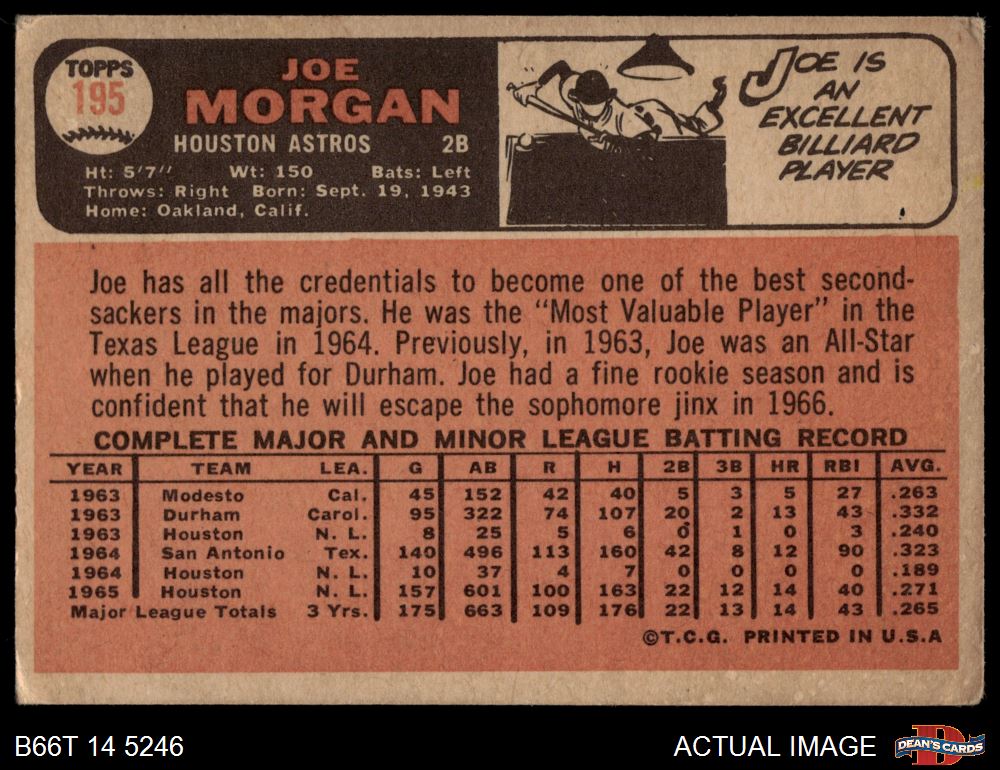 TOPPS
195
JOE
MORGAN
HOUSTON ASTROS 2B
Ht: 5'7" Wt: 150 Bats: Left
Throws: Right Born: Sept. 19, 1943
Home: Oakland, Calif.
JOE IS
AN
EXCELLENT
BILLIARD
PLAYER
Joe has all the credentials to become one of the best second-
sackers in the majors. He was the "Most Valuable Player" in the
Texas League in 1964. Previously, in 1963, Joe was an All-Star
when he played for Durham. Joe had a fine rookie season and is
confident that he will escape the sophomore jinx in 1966.
COMPLETE MAJOR AND MINOR LEAGUE BATTING RECORD
YEAR TEAM LEA. G AB R H 2B 3B HR RBI AVG.
1963 Modesto Cal. 45 152 42 40 5 3 5 27 .263
1963 Durham Carol. 95 322 74 107 20 2 13 43 .332
1963 Houston N. L. 8 25 5 6 0 1 0 3 .240
1964 San Antonio Tex. 140 496 113 160 42 8 12 90 .323
1964 Houston N. L. 10 37 4 7 0 0 0 0 .189
1965 Houston N. L. 157 601 100 163 22 12 14 40 .271
Major League Totals 3 Yrs. 175 663 109 176 22 13 14 43 .265
©T.C.G. PRINTED IN U.S.A
B66T 14 5246
ACTUAL IMAGE
DEAN'S CARDS